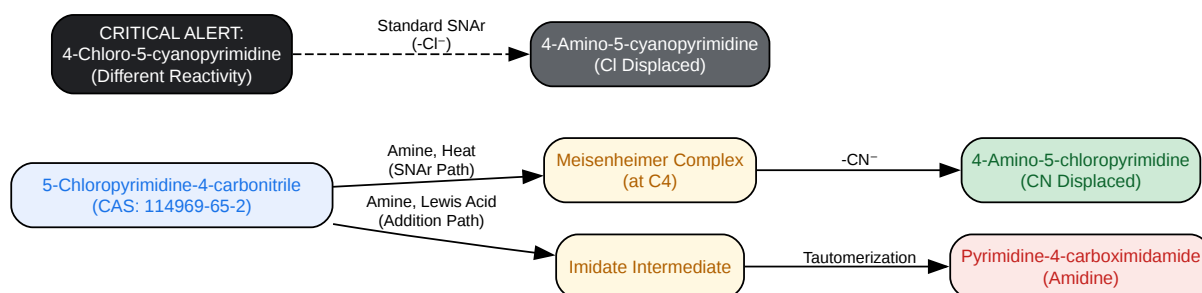 CRITICAL ALERT:
4-Chloro-5-cyanopyrimidine
(Different Reactivity)
Standard SNAr
(-Cl⁻)
4-Amino-5-cyanopyrimidine
(Cl Displaced)
5-Chloropyrimidine-4-carbonitrile
(CAS: 114969-65-2)
Amine, Heat
(SNAr Path)
Meisenheimer Complex
(at C4)
-CN⁻
4-Amino-5-chloropyrimidine
(CN Displaced)
Amine, Lewis Acid
(Addition Path)
Imidate Intermediate
Tautomerization
Pyrimidine-4-carboximidamide
(Amidine)